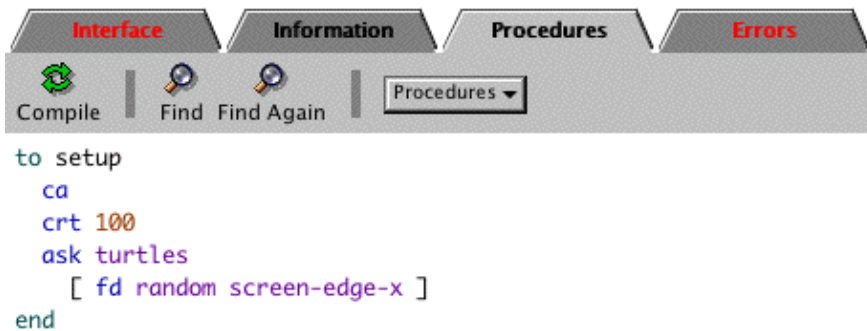 Interface Information Procedures Errors
Compile Find Find Again Procedures
to setup
  ca
  crt 100
  ask turtles
    [ fd random screen-edge-x ]
end